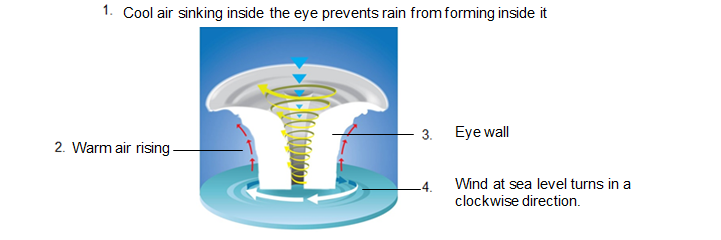 1. Cool air sinking inside the eye prevents rain from forming inside it
2. Warm air rising
3. Eye wall
4. Wind at sea level turns in a
clockwise direction.